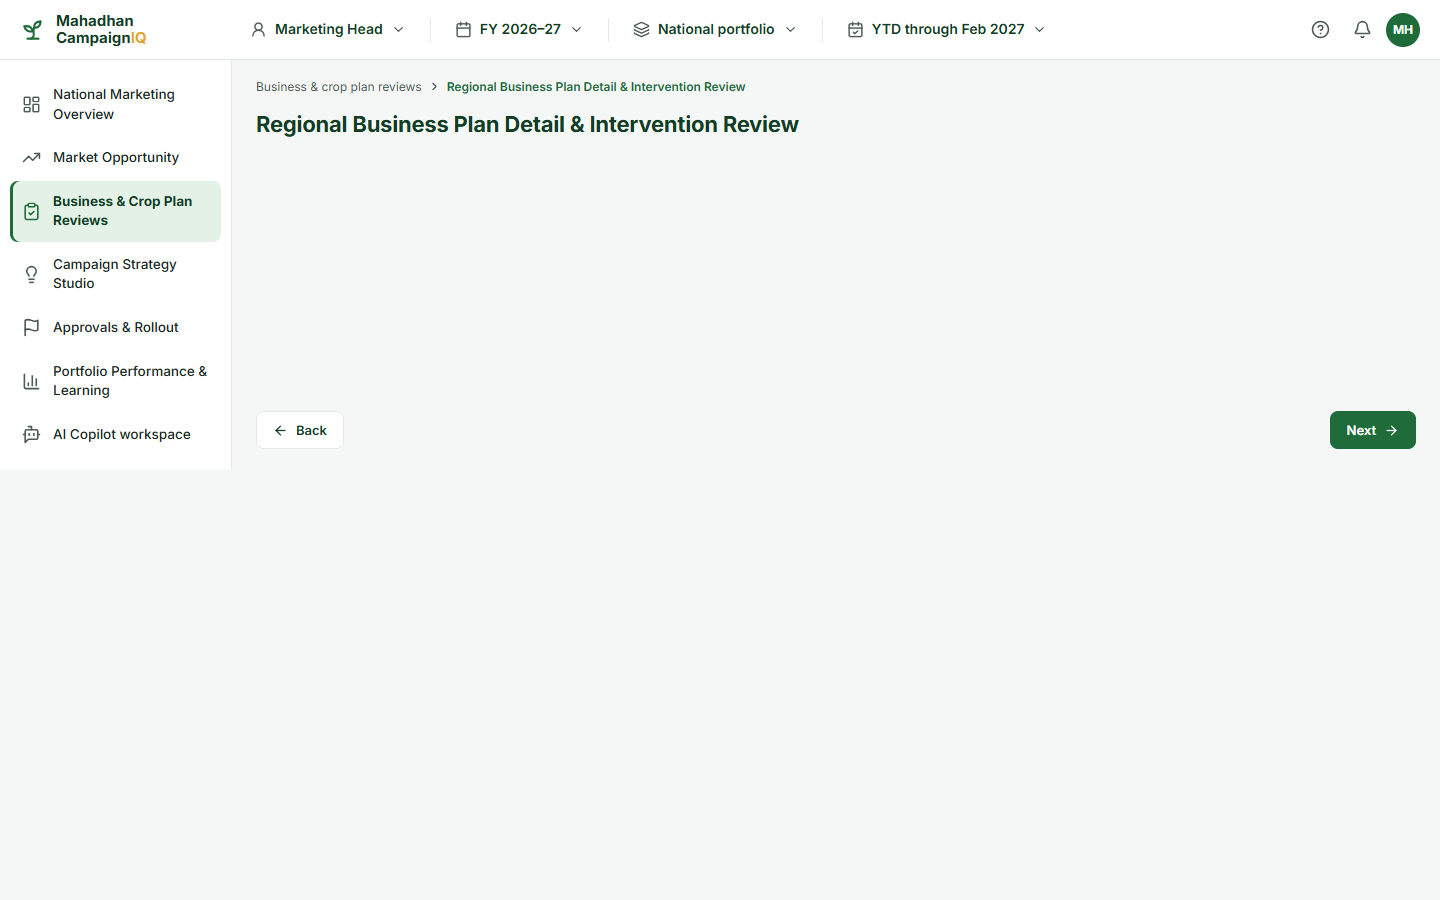 Mahadhan
CampaignIQ
Marketing Head
FY 2026–27
National portfolio
YTD through Feb 2027
MH
National Marketing
Overview
Market Opportunity
Business & Crop Plan
Reviews
Campaign Strategy
Studio
Approvals & Rollout
Portfolio Performance &
Learning
AI Copilot workspace
Business & crop plan reviews > Regional Business Plan Detail & Intervention Review
Regional Business Plan Detail & Intervention Review
Back
Next